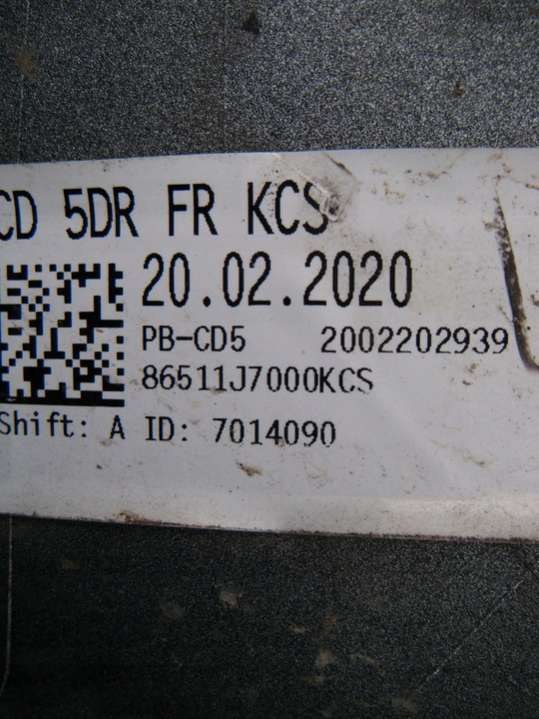 CD 5DR FR KCS
20.02.2020
PB-CD5 2002202939
86511J7000KCS
Shift: A ID: 7014090